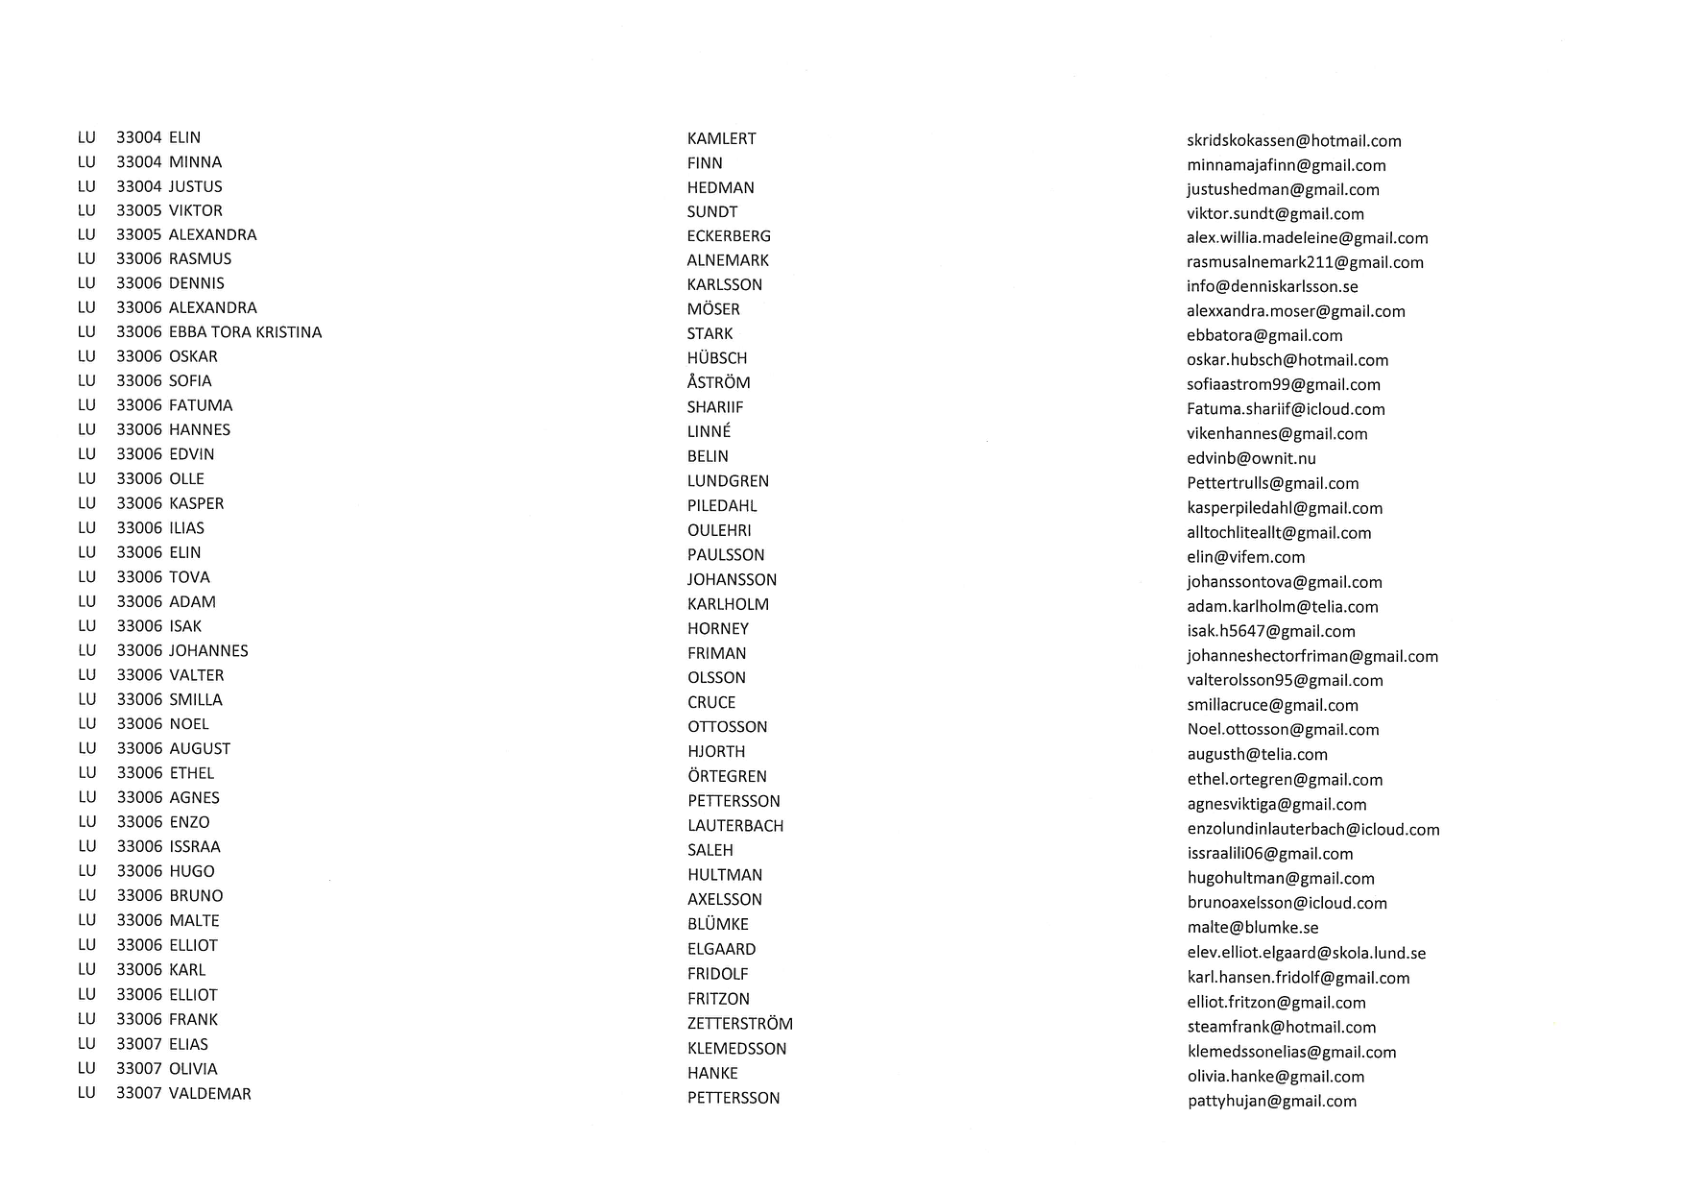 LU 33004 ELIN KAMLERT skridskokassen@hotmail.com
LU 33004 MINNA FINN minnamajafinn@gmail.com
LU 33004 JUSTUS HEDMAN justushedman@gmail.com
LU 33005 VIKTOR SUNDT viktor.sundt@gmail.com
LU 33005 ALEXANDRA ECKERBERG alex.willia.madeleine@gmail.com
LU 33006 RASMUS ALNEMARK rasmusalnemark211@gmail.com
LU 33006 DENNIS KARLSSON info@denniskarlsson.se
LU 33006 ALEXANDRA MÖSER alexxandra.moser@gmail.com
LU 33006 EBBA TORA KRISTINA STARK ebbatora@gmail.com
LU 33006 OSKAR HÜBSCH oskar.hubsch@hotmail.com
LU 33006 SOFIA ÅSTRÖM sofiaastrom99@gmail.com
LU 33006 FATUMA SHARIIF Fatuma.shariif@icloud.com
LU 33006 HANNES LINNÉ vikenhannes@gmail.com
LU 33006 EDVIN BELIN edvinb@ownit.nu
LU 33006 OLLE LUNDGREN Pettertrulls@gmail.com
LU 33006 KASPER PILEDAHL kasperpiledahl@gmail.com
LU 33006 ILIAS OULEHRI alltochliteallt@gmail.com
LU 33006 ELIN PAULSSON elin@vifem.com
LU 33006 TOVA JOHANSSON johanssontova@gmail.com
LU 33006 ADAM KARLHOLM adam.karlholm@telia.com
LU 33006 ISAK HORNEY isak.h5647@gmail.com
LU 33006 JOHANNES FRIMAN johanneshectorfriman@gmail.com
LU 33006 VALTER OLSSON valterolsson95@gmail.com
LU 33006 SMILLA CRUCE smillacruce@gmail.com
LU 33006 NOEL OTTOSSON Noel.ottosson@gmail.com
LU 33006 AUGUST HJORTH augusth@telia.com
LU 33006 ETHEL ÖRTEGREN ethel.ortegren@gmail.com
LU 33006 AGNES PETTERSSON agnesviktiga@gmail.com
LU 33006 ENZO LAUTERBACH enzolundinlauterbach@icloud.com
LU 33006 ISSRAA SALEH issraalili06@gmail.com
LU 33006 HUGO HULTMAN hugohultman@gmail.com
LU 33006 BRUNO AXELSSON brunoaxelsson@icloud.com
LU 33006 MALTE BLÜMKE malte@blumke.se
LU 33006 ELLIOT ELGAARD elev.elliot.elgaard@skola.lund.se
LU 33006 KARL FRIDOLF karl.hansen.fridolf@gmail.com
LU 33006 ELLIOT FRITZON elliot.fritzon@gmail.com
LU 33006 FRANK ZETTERSTRÖM steamfrank@hotmail.com
LU 33007 ELIAS KLEMEDSSON klemedssonelias@gmail.com
LU 33007 OLIVIA HANKE olivia.hanke@gmail.com
LU 33007 VALDEMAR PETTERSSON pattyhujan@gmail.com